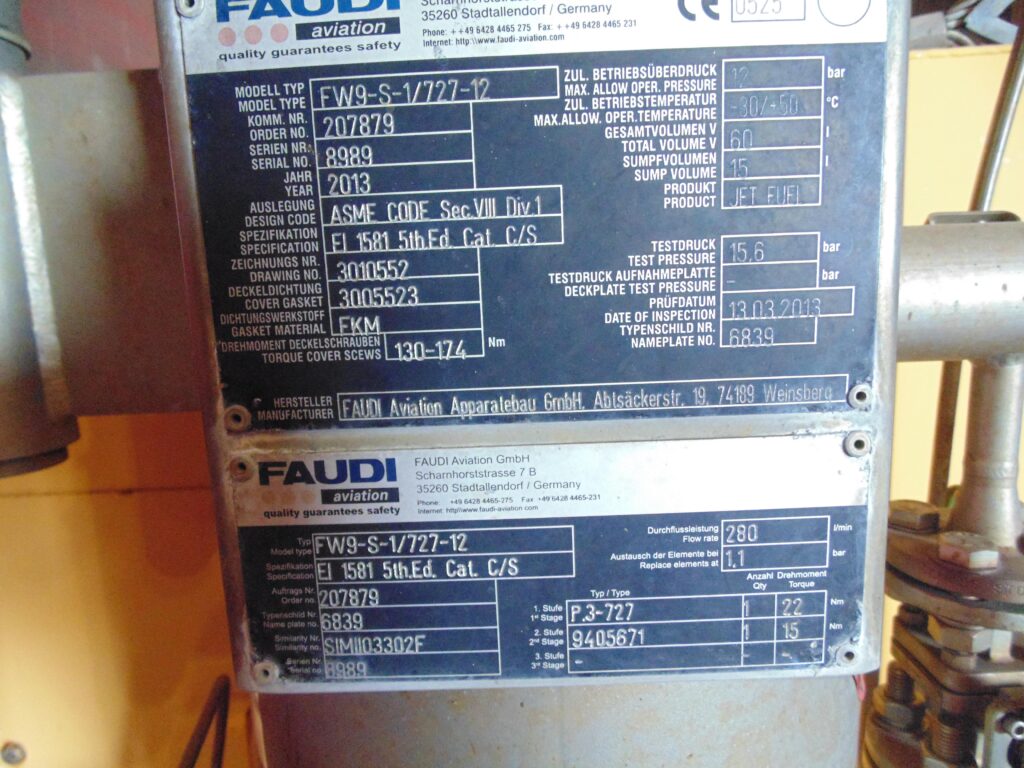 FAUDI
aviation
quality guarantees safety
35260 Stadtallendorf / Germany
Phone: ++49 6428 4465 275 Fax: ++49 6428 4465 231
Internet: http:\\www.faudi-aviation.com
CE 0525
MODELL TYP
MODEL TYPE FW9-S-1/727-12
KOMM. NR.
ORDER NO. 207879
SERIEN NR.
SERIAL NO. 8989
JAHR
YEAR 2013
AUSLEGUNG
DESIGN CODE ASME CODE Sec.VIII Div.1
SPEZIFIKATION
SPECIFICATION EI 1581 5th.Ed. Cat. C/S
ZEICHNUNGS NR.
DRAWING NO. 3010552
DECKELDICHTUNG
COVER GASKET 3005523
DICHTUNGSWERKSTOFF
GASKET MATERIAL FKM
DREHMOMENT DECKELSCHRAUBEN
TORQUE COVER SCEWS 130-174 Nm
ZUL. BETRIEBSÜBERDRUCK
MAX. ALLOW OPER. PRESSURE 12 bar
ZUL. BETRIEBSTEMPERATUR
MAX.ALLOW. OPER.TEMPERATURE -30/+50 °C
GESAMTVOLUMEN V
TOTAL VOLUME V 60 l
SUMPFVOLUMEN
SUMP VOLUME 15 l
PRODUKT
PRODUCT JET FUEL
TESTDRUCK
TEST PRESSURE 15,6 bar
TESTDRUCK AUFNAHMEPLATTE
DECKPLATE TEST PRESSURE - bar
PRÜFDATUM
DATE OF INSPECTION 13.03.2013
TYPENSCHILD NR.
NAMEPLATE NO. 6839
HERSTELLER
MANUFACTURER FAUDI Aviation Apparatebau GmbH, Abtsäckerstr. 19, 74189 Weinsberg
FAUDI
aviation
quality guarantees safety
FAUDI Aviation GmbH
Scharnhorststrasse 7 B
35260 Stadtallendorf / Germany
Phone: +49 6428 4465-275 Fax +49 6428 4465-231
Internet: http\\www.faudi-aviation.com
Typ
Model type FW9-S-1/727-12
Spezifikation
Specification EI 1581 5th.Ed. Cat. C/S
Auftrags Nr.
Order no. 207879
Typenschild Nr.
Name plate no. 6839
Similarity Nr.
Similarity no. SIMI103302F
Serien Nr.
Serial no 8989
Durchflussleistung
Flow rate 280 l/min
Austausch der Elemente bei
Replace elements at 1,1 bar
Typ / Type
Anzahl Drehmoment
Qty Torque
1. Stufe
1st Stage P.3-727 1 22 Nm
2. Stufe
2nd Stage 9405671 1 15 Nm
3. Stufe
3rd Stage - - -